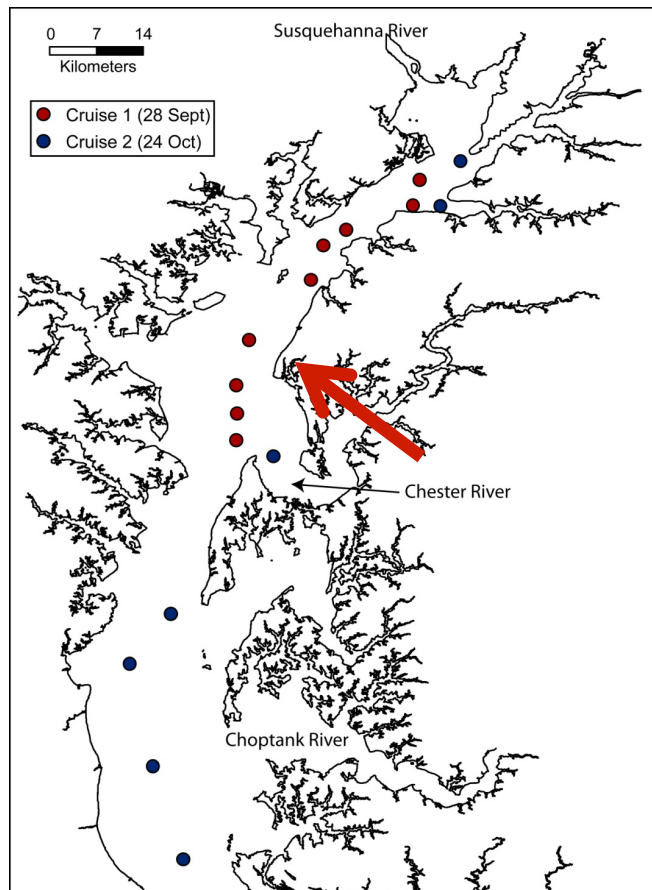 Susquehanna River
0 7 14
Kilometers
Cruise 1 (28 Sept)
Cruise 2 (24 Oct)
Chester River
Choptank River